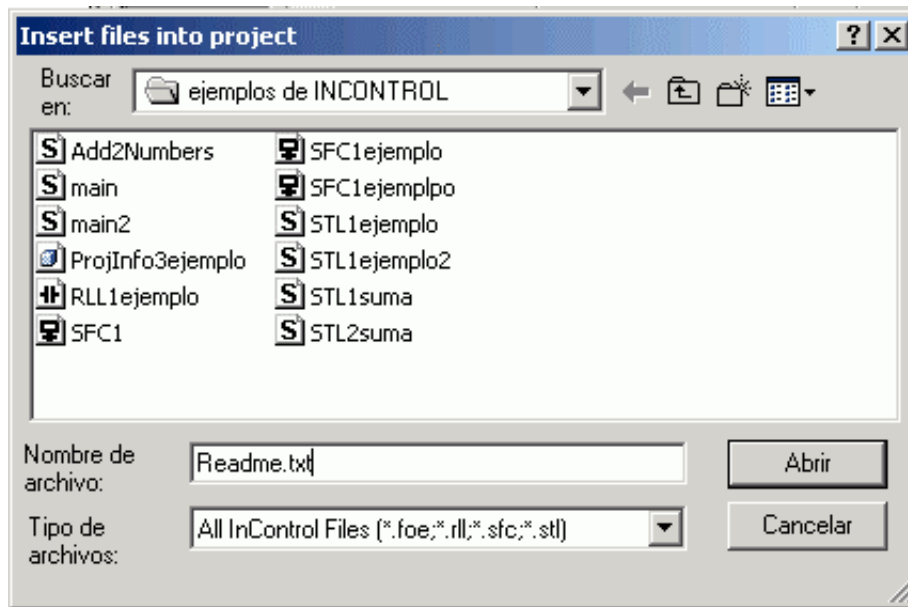 Insert files into project
Buscar
en:
ejemplos de INCONTROL
Add2Numbers
main
main2
ProjInfo3ejemplo
RLL1ejemplo
SFC1
SFC1ejemplo
SFC1ejemplpo
STL1ejemplo
STL1ejemplo2
STL1suma
STL2suma
Nombre de
archivo:
Readme.txt
Abrir
Tipo de
archivos:
All InControl Files (*.foe;*.rll;*.sfc;*.stl)
Cancelar